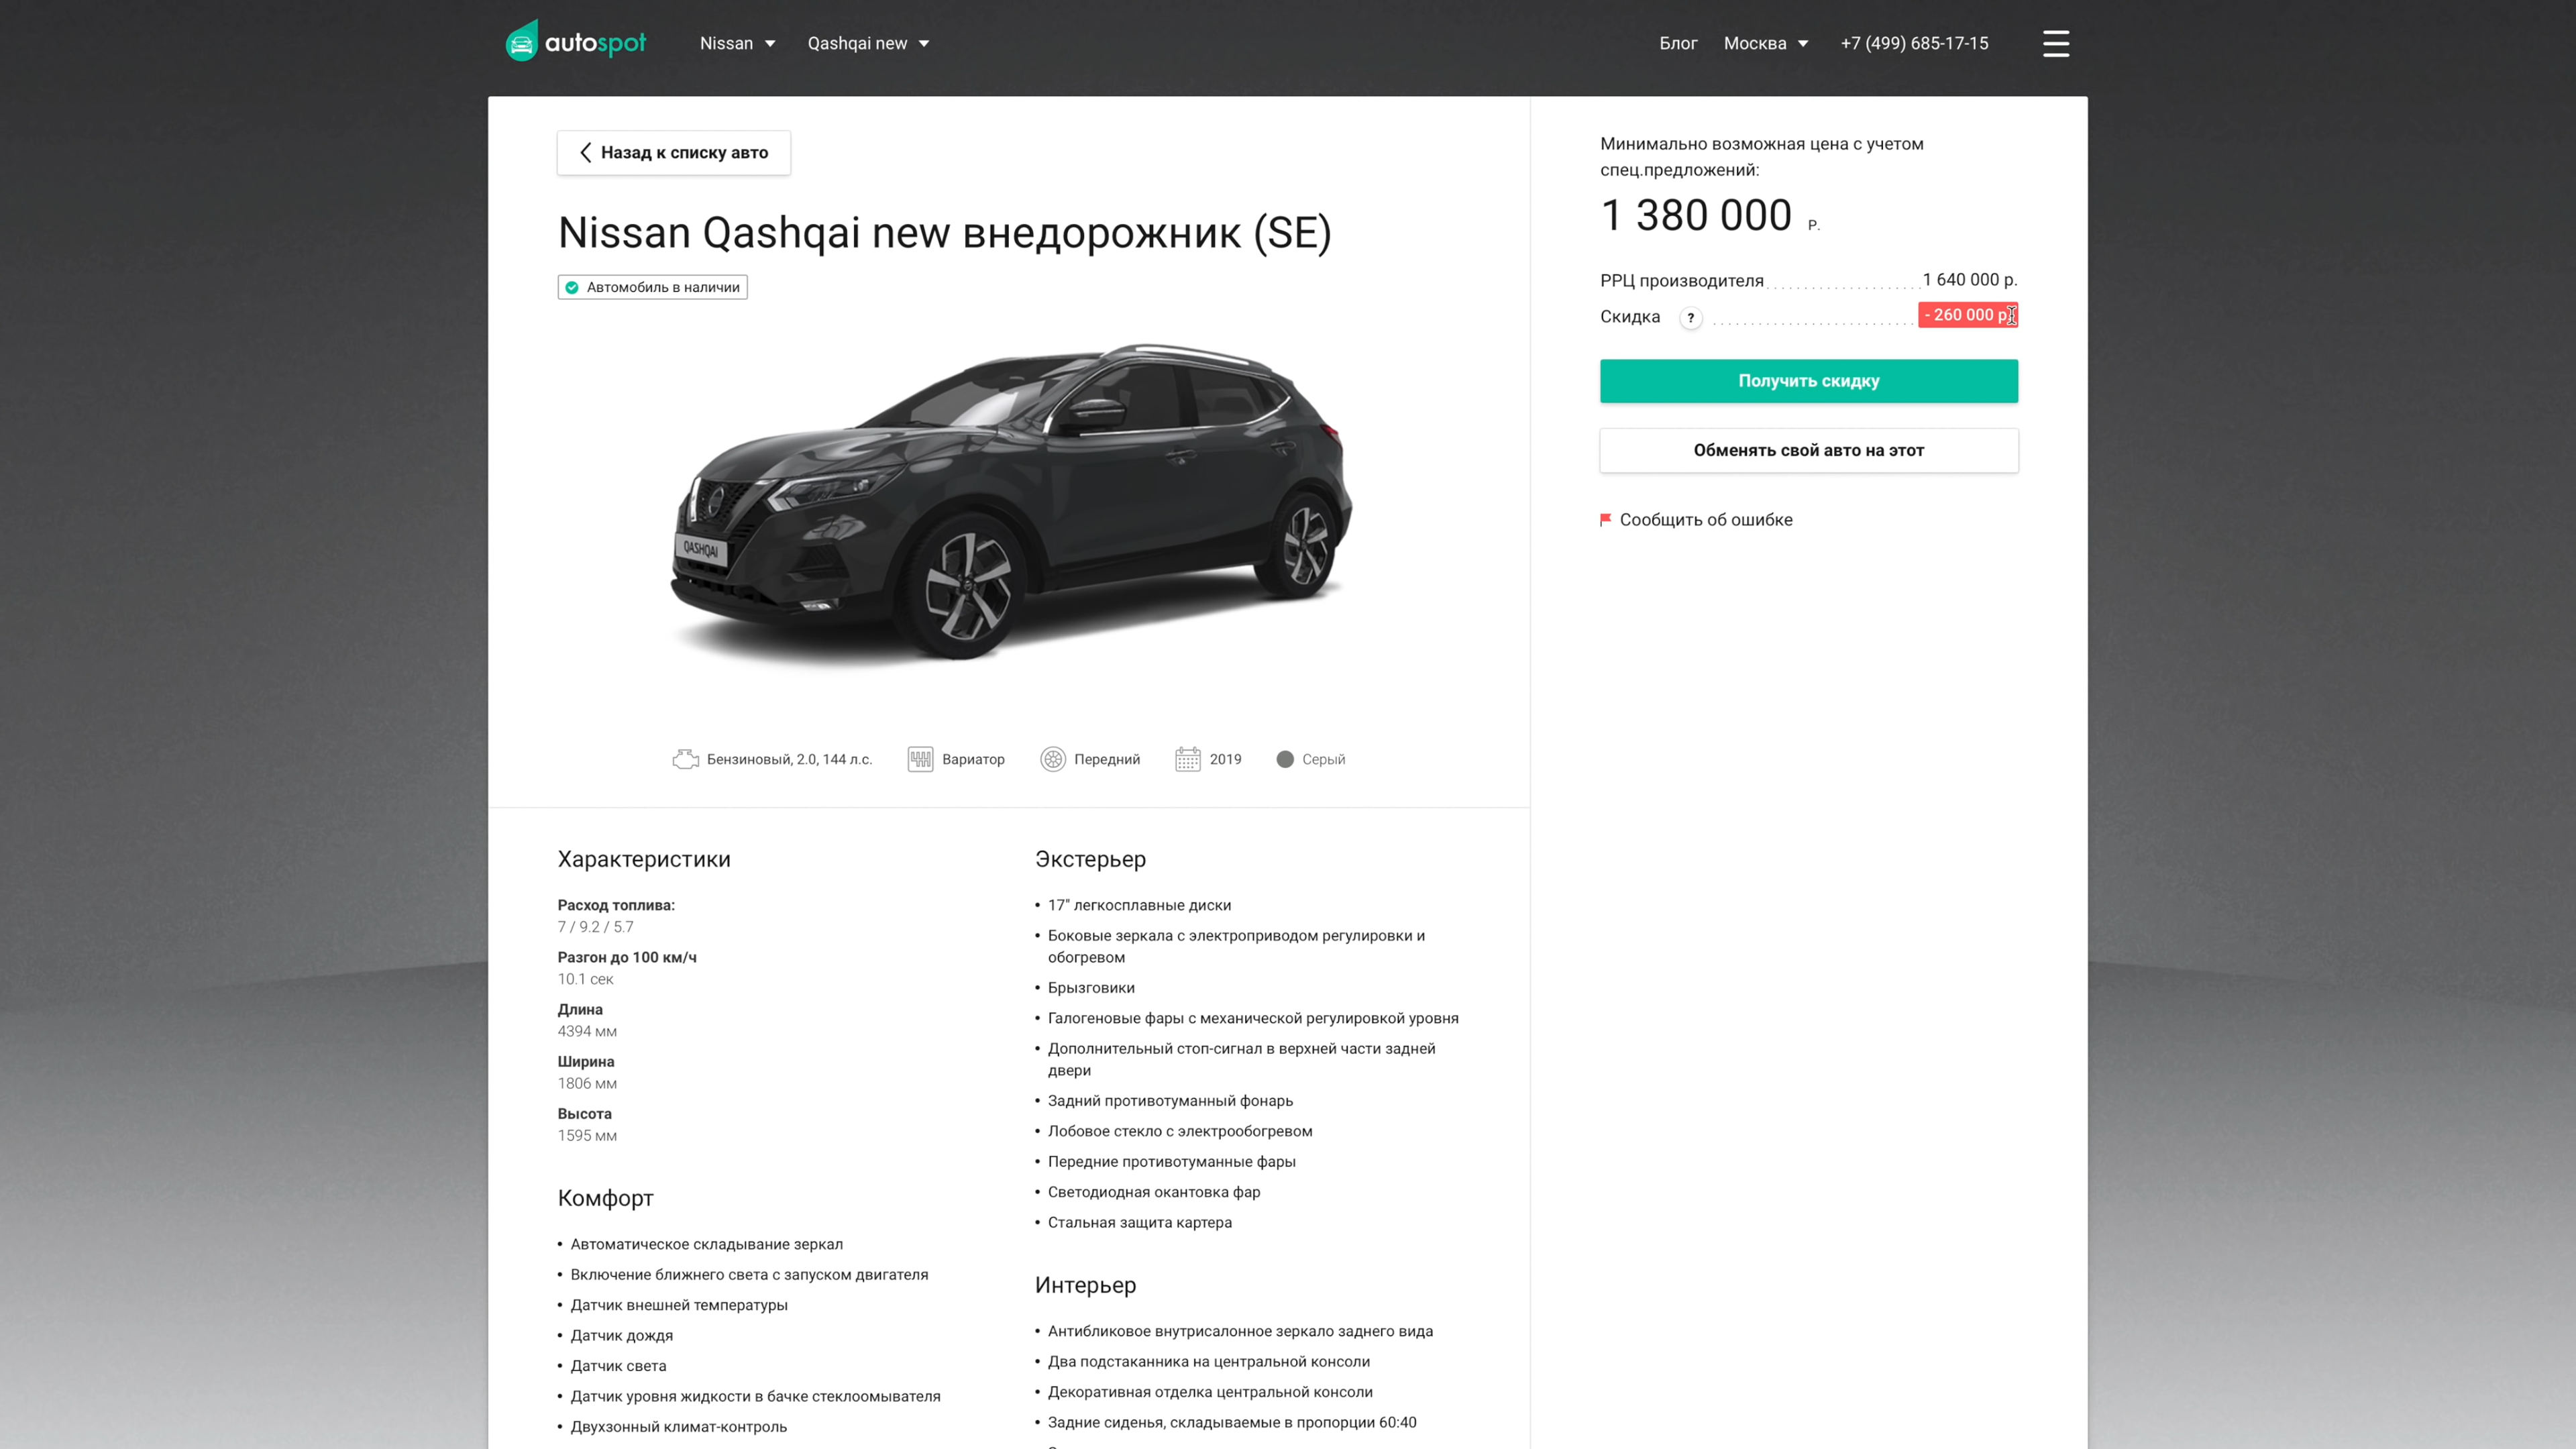 autospot
Nissan
Qashqai new
Блог
Москва
+7 (499) 685-17-15
Назад к списку авто
Nissan Qashqai new внедорожник (SE)
Автомобиль в наличии
QASHQAI
Бензиновый, 2.0, 144 л.с.
Вариатор
Передний
2019
Серый
Минимально возможная цена с учетом
спец.предложений:
1 380 000 Р.
РРЦ производителя 1 640 000 р.
Скидка ? - 260 000 р.
Получить скидку
Обменять свой авто на этот
Сообщить об ошибке
Характеристики
Расход топлива:
7 / 9.2 / 5.7
Разгон до 100 км/ч
10.1 сек
Длина
4394 мм
Ширина
1806 мм
Высота
1595 мм
Комфорт
• Автоматическое складывание зеркал
• Включение ближнего света с запуском двигателя
• Датчик внешней температуры
• Датчик дождя
• Датчик света
• Датчик уровня жидкости в бачке стеклоомывателя
• Двухзонный климат-контроль
Экстерьер
• 17" легкосплавные диски
• Боковые зеркала с электроприводом регулировки и
обогревом
• Брызговики
• Галогеновые фары с механической регулировкой уровня
• Дополнительный стоп-сигнал в верхней части задней
двери
• Задний противотуманный фонарь
• Лобовое стекло с электрообогревом
• Передние противотуманные фары
• Светодиодная окантовка фар
• Стальная защита картера
Интерьер
• Антибликовое внутрисалонное зеркало заднего вида
• Два подстаканника на центральной консоли
• Декоративная отделка центральной консоли
• Задние сиденья, складываемые в пропорции 60:40